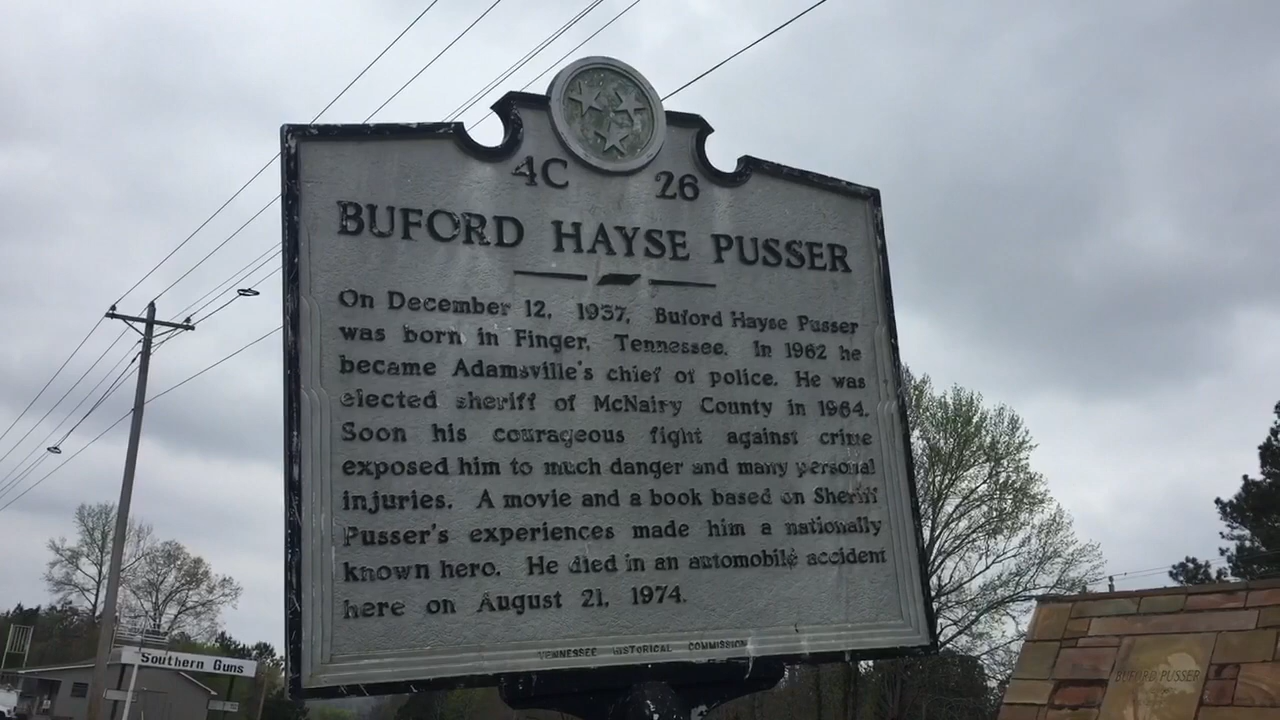 4C 26
BUFORD HAYSE PUSSER
On December 12, 1937, Buford Hayse Pusser
was born in Finger, Tennessee. In 1962 he
became Adamsville's chief of police. He was
elected sheriff of McNairy County in 1964.
Soon his courageous fight against crime
exposed him to much danger and many personal
injuries. A movie and a book based on Sheriff
Pusser's experiences made him a nationally
known hero. He died in an automobile accident
here on August 21, 1974.
TENNESSEE HISTORICAL COMMISSION
Southern Guns
BUFORD PUSSER